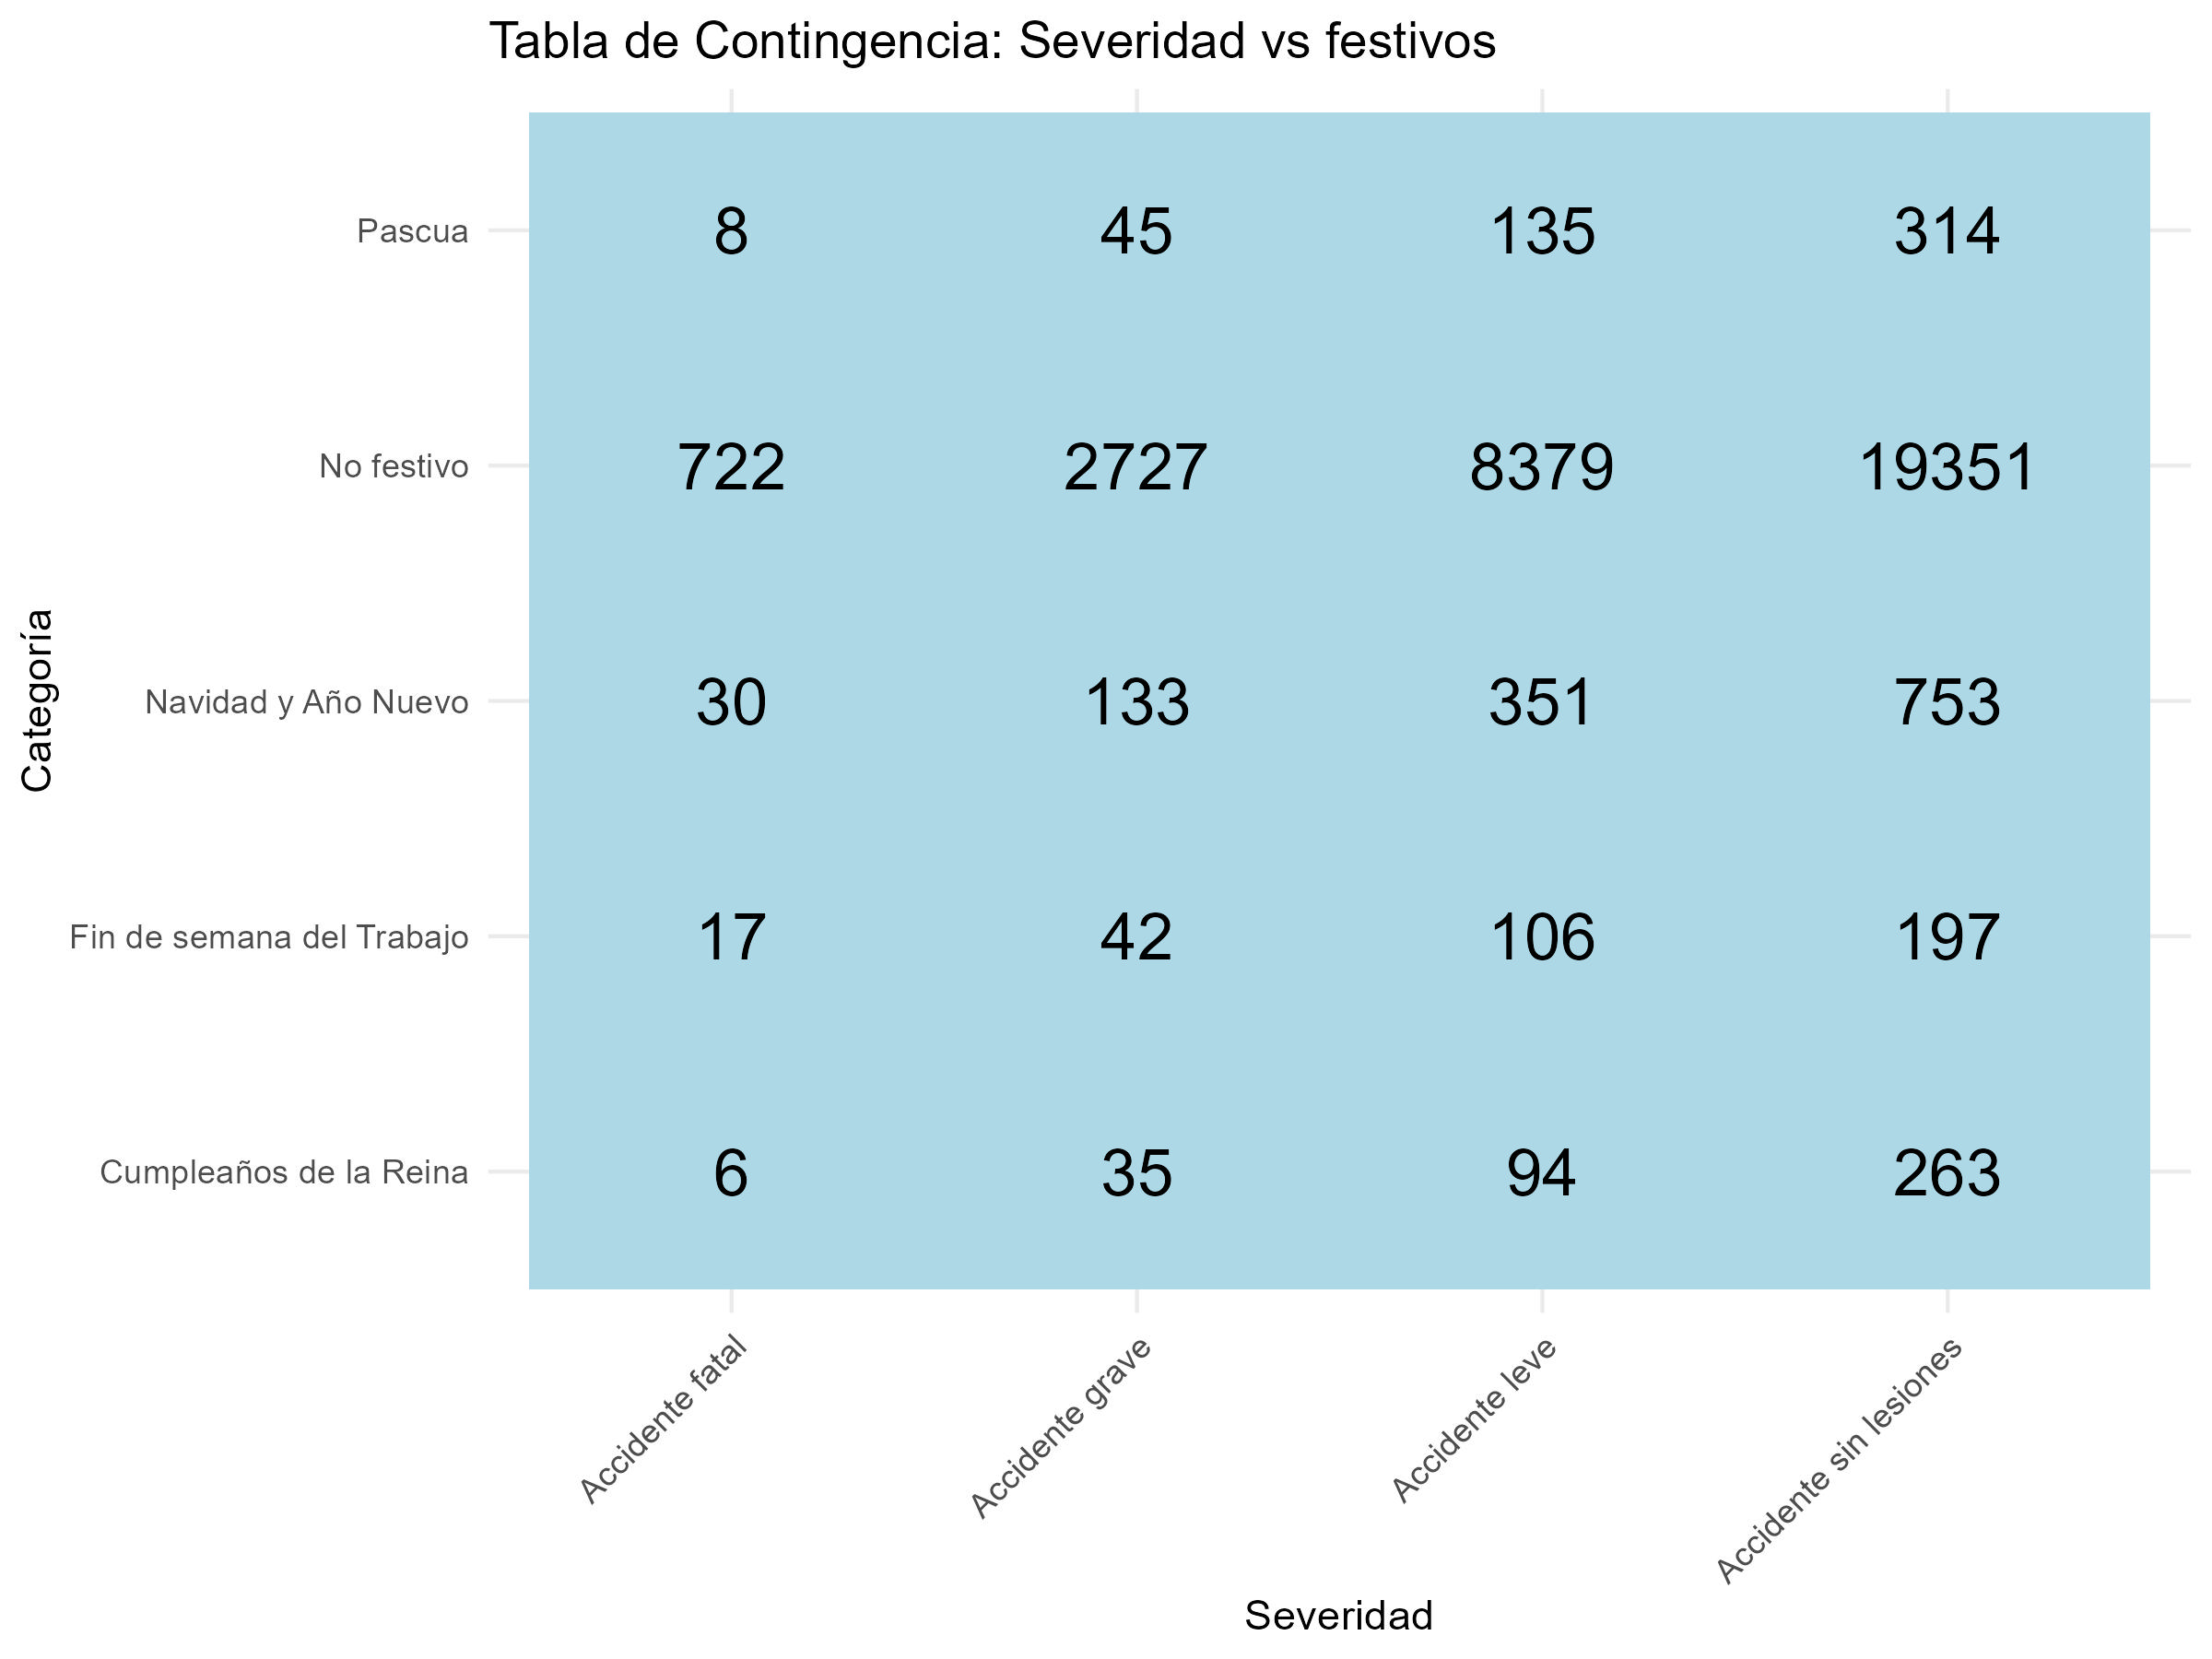 Tabla de Contingencia: Severidad vs festivos
Categoría
Pascua 8 45 135 314
No festivo 722 2727 8379 19351
Navidad y Año Nuevo 30 133 351 753
Fin de semana del Trabajo 17 42 106 197
Cumpleaños de la Reina 6 35 94 263
Accidente fatal Accidente grave Accidente leve Accidente sin lesiones
Severidad